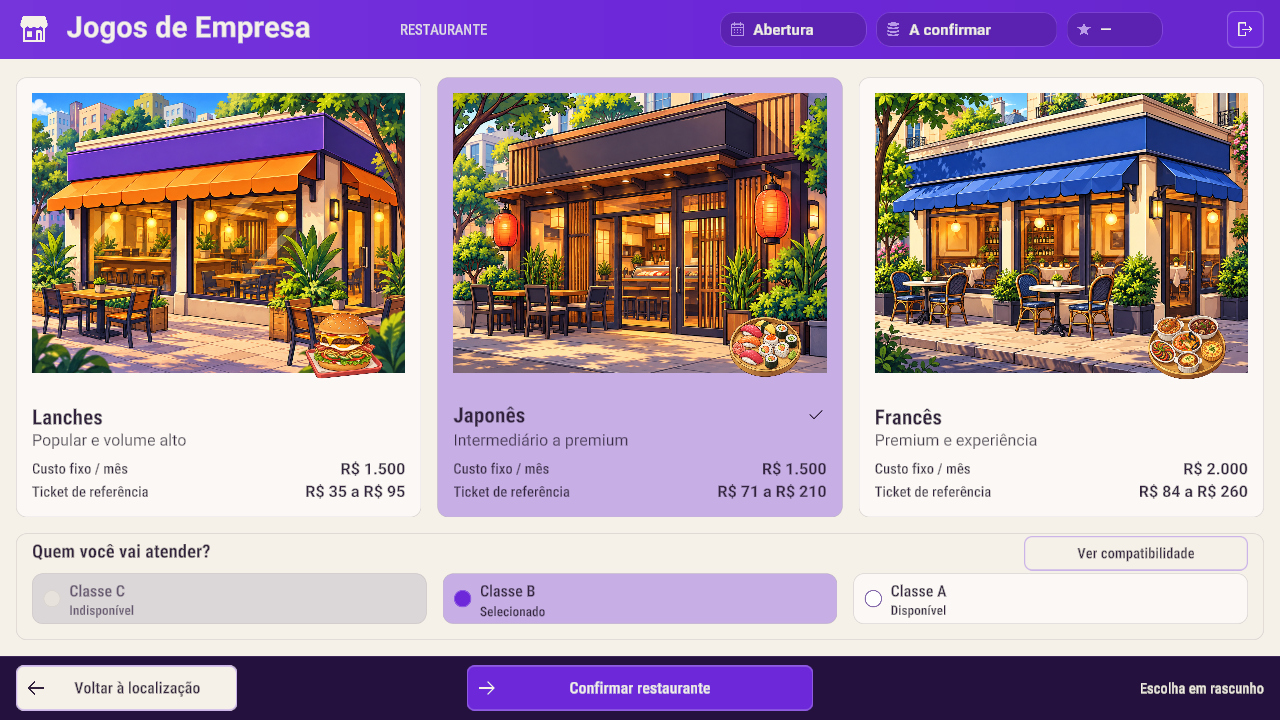 Jogos de Empresa
RESTAURANTE
Abertura
A confirmar
—
Lanches
Popular e volume alto
Custo fixo / mês R$ 1.500
Ticket de referência R$ 35 a R$ 95
Japonês
Intermediário a premium
Custo fixo / mês R$ 1.500
Ticket de referência R$ 71 a R$ 210
Francês
Premium e experiência
Custo fixo / mês R$ 2.000
Ticket de referência R$ 84 a R$ 260
Quem você vai atender?
Ver compatibilidade
Classe C
Indisponível
Classe B
Selecionado
Classe A
Disponível
Voltar à localização
Confirmar restaurante
Escolha em rascunho